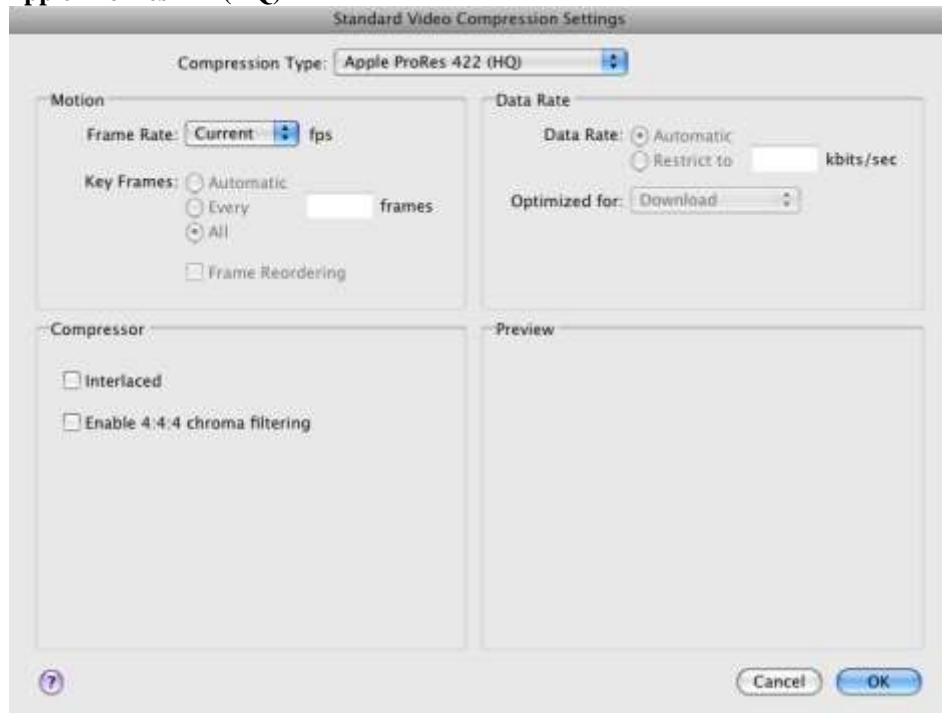 Standard Video Compression Settings
Compression Type: Apple ProRes 422 (HQ)
Motion
Frame Rate: Current fps
Key Frames: Automatic
Every frames
All
Frame Reordering
Data Rate
Data Rate: Automatic
Restrict to kbits/sec
Optimized for: Download
Compressor
Interlaced
Enable 4:4:4 chroma filtering
Preview
?
Cancel
OK